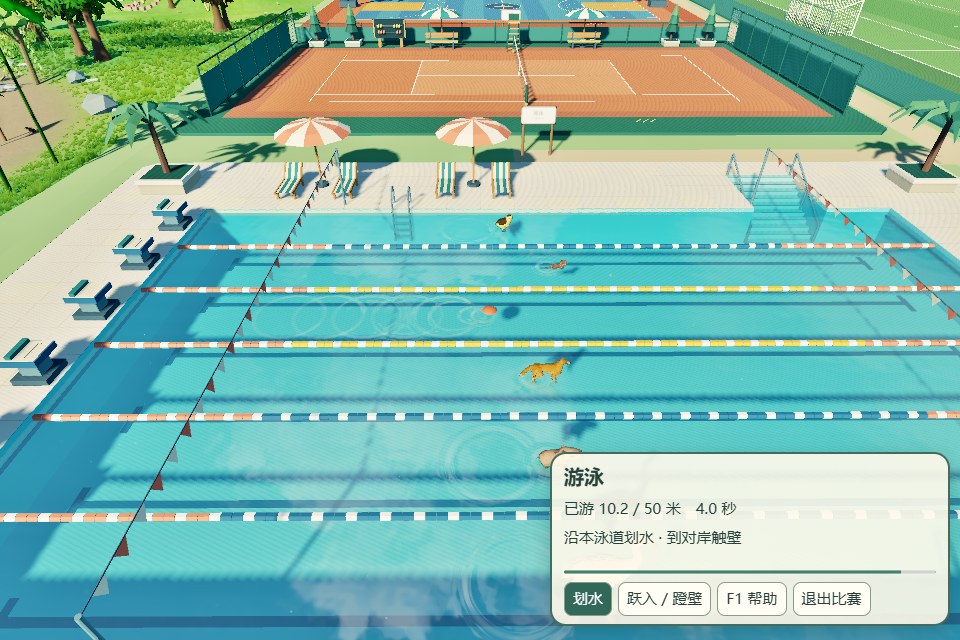 游泳
已游 10.2 / 50 米 4.0 秒
沿本泳道划水 · 到对岸触壁
划水
跃入 / 蹬壁
F1 帮助
退出比赛